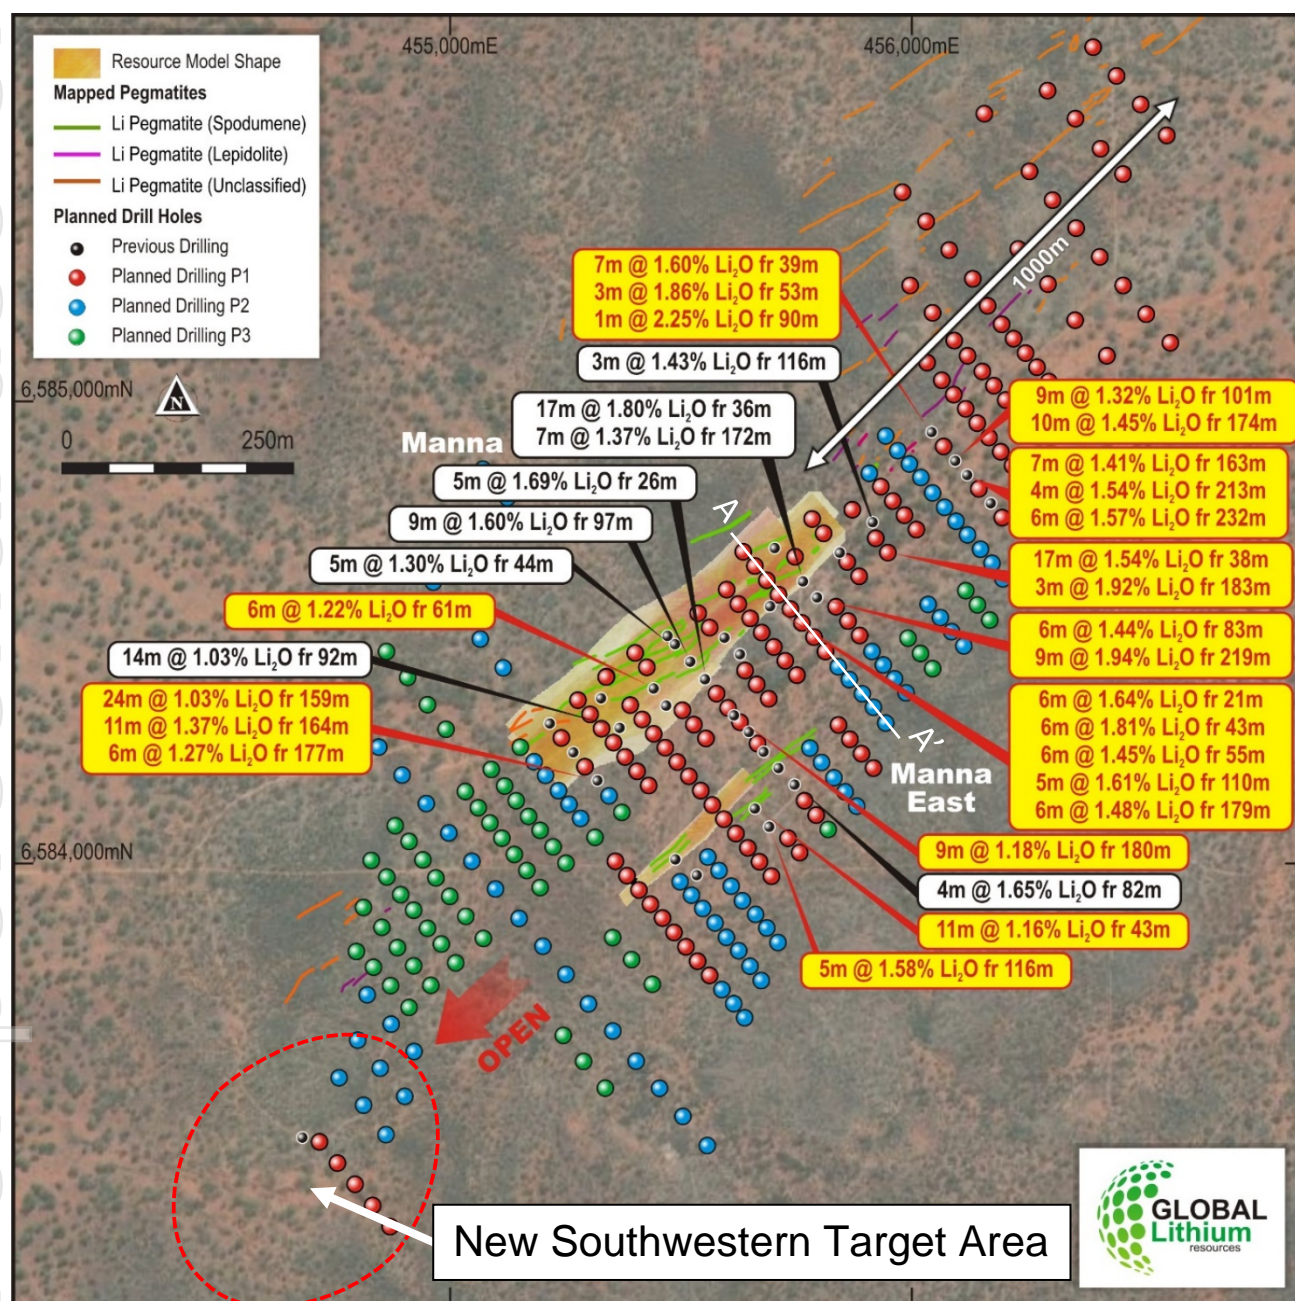 455,000mE
456,000mE
Resource Model Shape
Mapped Pegmatites
Li Pegmatite (Spodumene)
Li Pegmatite (Lepidolite)
Li Pegmatite (Unclassified)
Planned Drill Holes
Previous Drilling
Planned Drilling P1
Planned Drilling P2
Planned Drilling P3
6,585,000mN
N
0 250m
1000m
7m @ 1.60% Li₂O fr 39m
3m @ 1.86% Li₂O fr 53m
1m @ 2.25% Li₂O fr 90m
3m @ 1.43% Li₂O fr 116m
17m @ 1.80% Li₂O fr 36m
7m @ 1.37% Li₂O fr 172m
Manna
5m @ 1.69% Li₂O fr 26m
9m @ 1.60% Li₂O fr 97m
5m @ 1.30% Li₂O fr 44m
6m @ 1.22% Li₂O fr 61m
14m @ 1.03% Li₂O fr 92m
24m @ 1.03% Li₂O fr 159m
11m @ 1.37% Li₂O fr 164m
6m @ 1.27% Li₂O fr 177m
9m @ 1.32% Li₂O fr 101m
10m @ 1.45% Li₂O fr 174m
7m @ 1.41% Li₂O fr 163m
4m @ 1.54% Li₂O fr 213m
6m @ 1.57% Li₂O fr 232m
17m @ 1.54% Li₂O fr 38m
3m @ 1.92% Li₂O fr 183m
6m @ 1.44% Li₂O fr 83m
9m @ 1.94% Li₂O fr 219m
6m @ 1.64% Li₂O fr 21m
6m @ 1.81% Li₂O fr 43m
6m @ 1.45% Li₂O fr 55m
5m @ 1.61% Li₂O fr 110m
6m @ 1.48% Li₂O fr 179m
A
A'
Manna
East
6,584,000mN
9m @ 1.18% Li₂O fr 180m
4m @ 1.65% Li₂O fr 82m
11m @ 1.16% Li₂O fr 43m
5m @ 1.58% Li₂O fr 116m
OPEN
New Southwestern Target Area
GLOBAL
Lithium
resources